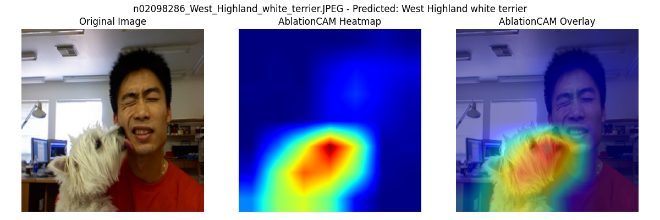 n02098286_West_Highland_white_terrier.JPEG - Predicted: West Highland white terrier
Original Image
AblationCAM Heatmap
AblationCAM Overlay